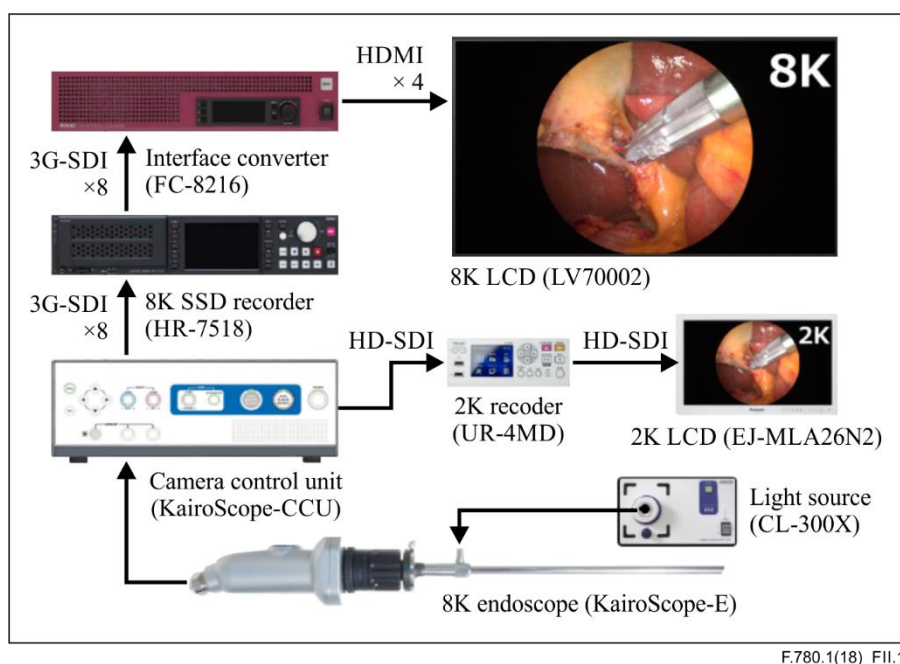 HDMI
× 4
8K
3G-SDI
×8
Interface converter
(FC-8216)
8K LCD (LV70002)
3G-SDI
×8
8K SSD recorder
(HR-7518)
HD-SDI
HD-SDI
2K
2K recoder
(UR-4MD)
2K LCD (EJ-MLA26N2)
Camera control unit
(KairoScope-CCU)
Light source
(CL-300X)
8K endoscope (KairoScope-E)
F.780.1(18)_FII.1